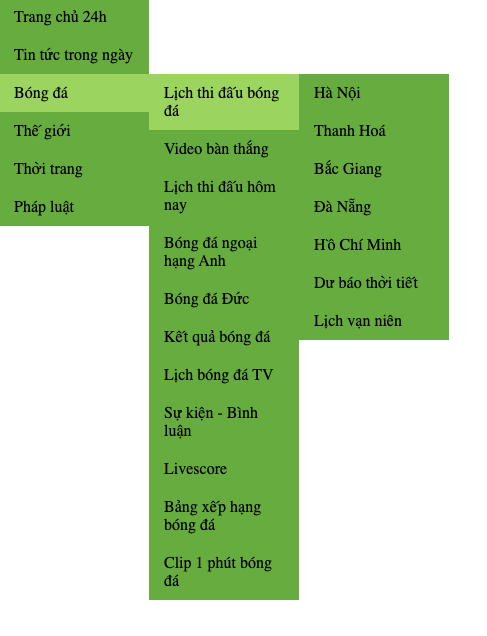 Trang chủ 24h
Tin tức trong ngày
Bóng đá
Thế giới
Thời trang
Pháp luật
Lịch thi đấu bóng
đá
Video bàn thắng
Lịch thi đấu hôm
nay
Bóng đá ngoại
hạng Anh
Bóng đá Đức
Kết quả bóng đá
Lịch bóng đá TV
Sự kiện - Bình
luận
Livescore
Bảng xếp hạng
bóng đá
Clip 1 phút bóng
đá
Hà Nội
Thanh Hoá
Bắc Giang
Đà Nẵng
Hồ Chí Minh
Dư báo thời tiết
Lịch vạn niên